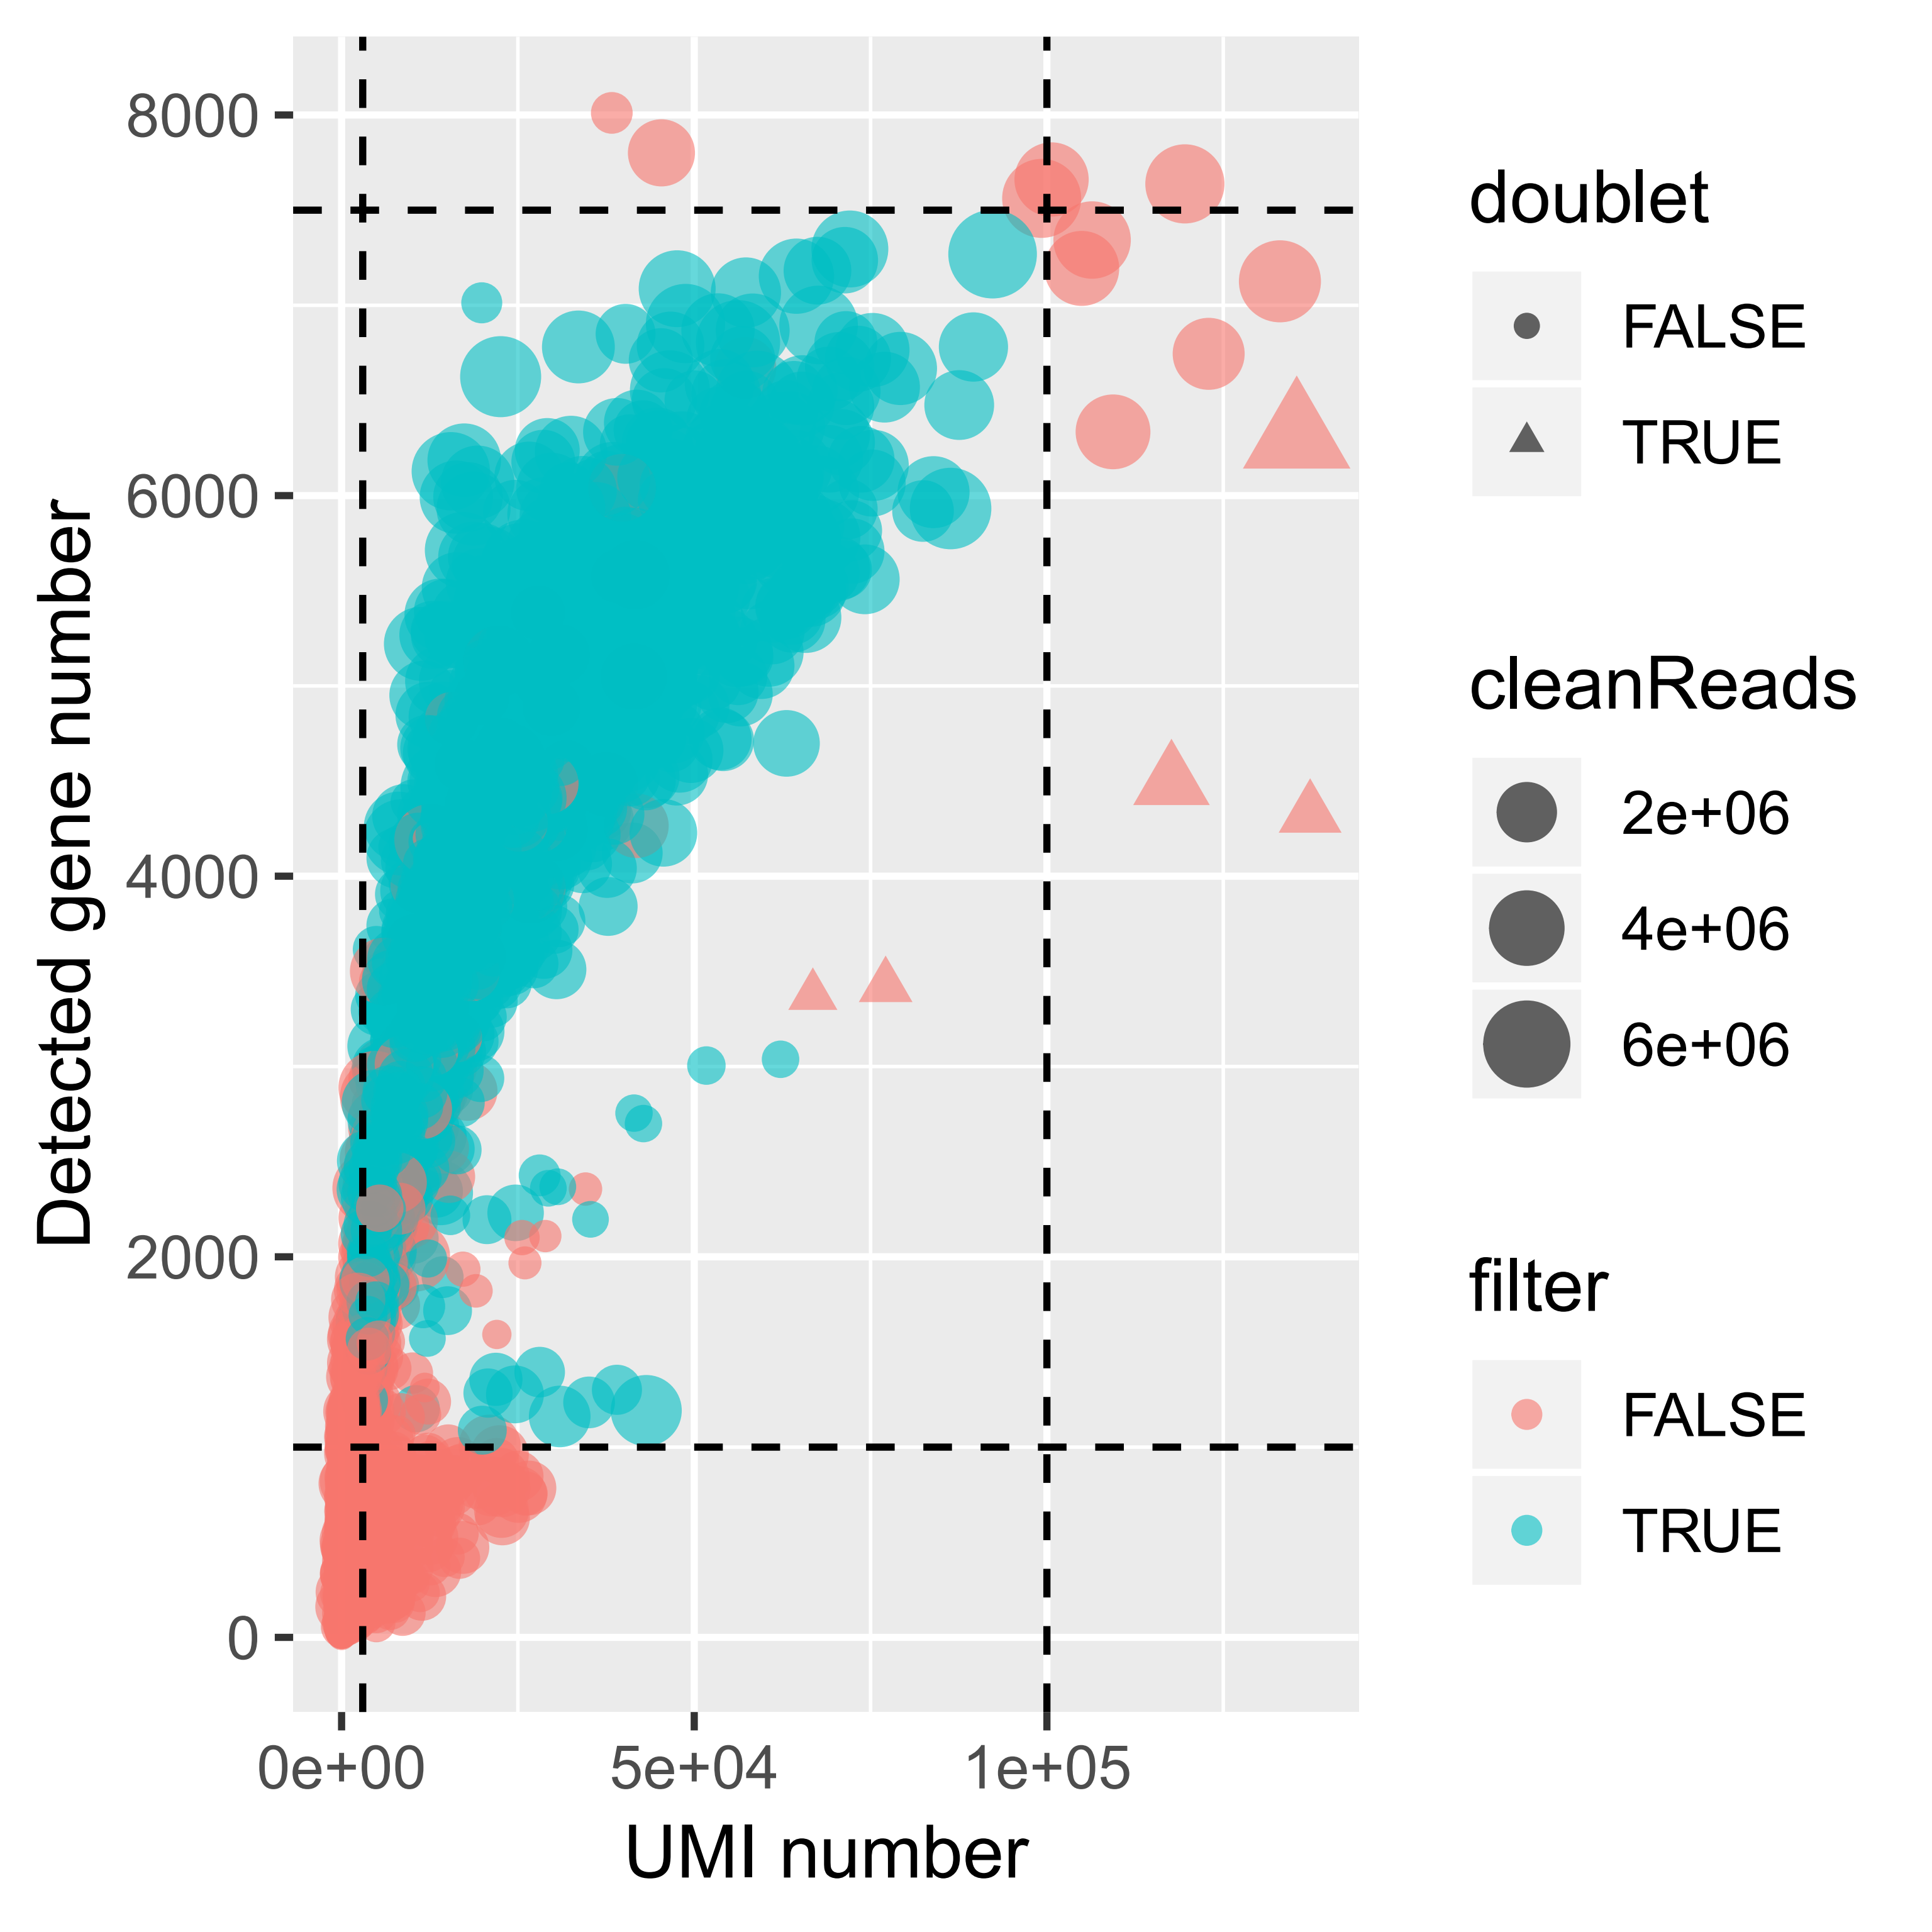 Detected gene number
8000
6000
4000
2000
0
0e+00 5e+04 1e+05
UMI number
doublet
FALSE
TRUE
cleanReads
2e+06
4e+06
6e+06
filter
FALSE
TRUE